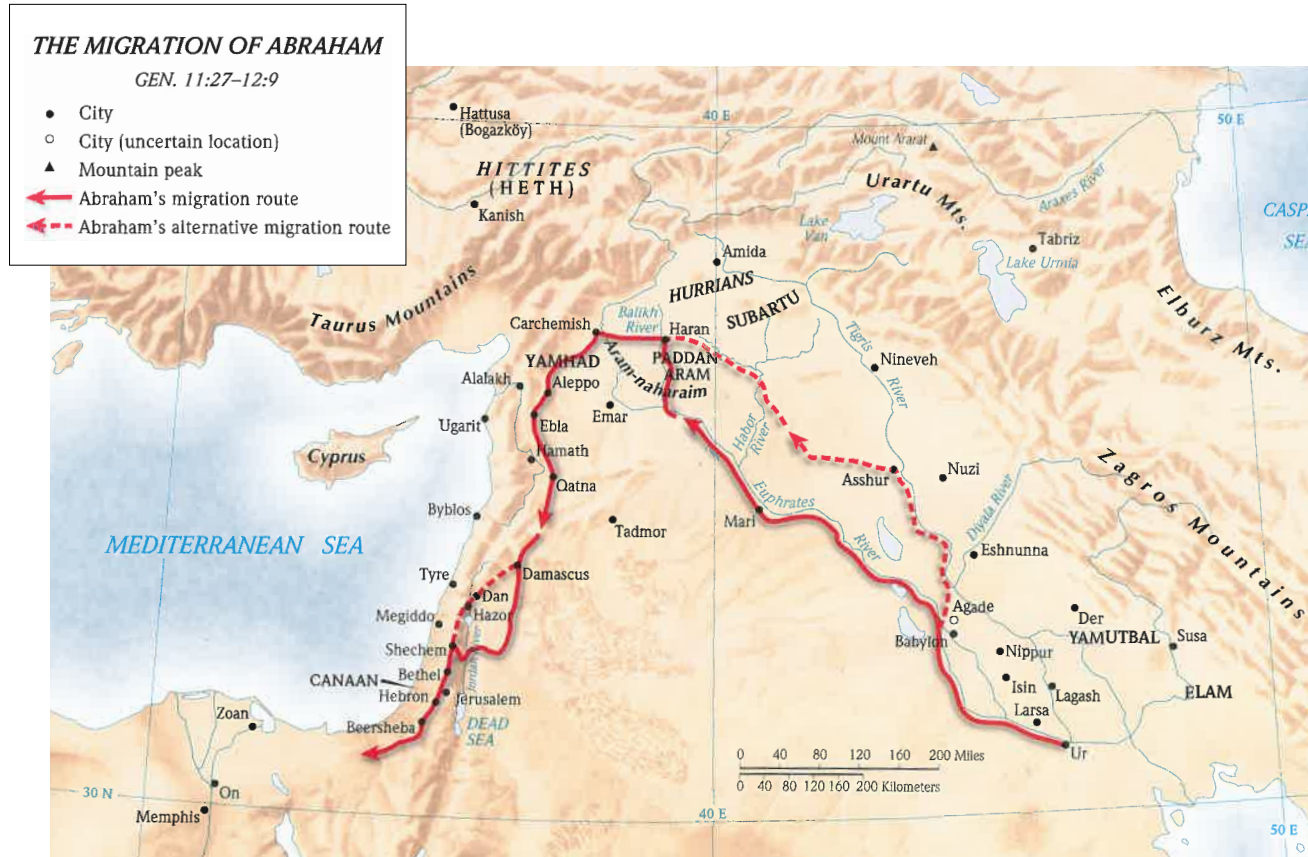 THE MIGRATION OF ABRAHAM
GEN. 11:27–12:9
City
City (uncertain location)
Mountain peak
Abraham's migration route
Abraham's alternative migration route
Hattusa
(Bogazköy)
40 E
50 E
Mount Ararat
HITTITES
(HETH)
Urartu Mts.
Araxes River
Kanish
Lake
Van
CASP
SE
Tabriz
Lake Urmia
Amida
HURRIANS
SUBARTU
Taurus Mountains
Elburz Mts.
Carchemish
Balikh
River
Haran
Tigris
River
Nineveh
YAMHAD
PADDAN
ARAM
Aram-naharaim
Alalakh
Aleppo
Emar
Ugarit
Ebla
Habor
River
Cyprus
Hamath
Qatna
Asshur
Nuzi
Zagros Mountains
Diyala River
Euphrates
River
Mari
Byblos
Tadmor
MEDITERRANEAN SEA
Eshnunna
Tyre
Damascus
Dan
Hazor
Agade
Der
Megiddo
Babylon
YAMUTBAL
Susa
Shechem
Jordan River
Nippur
Bethel
CANAAN
Isin
Lagash
ELAM
Hebron
Jerusalem
Larsa
Zoan
Beersheba
DEAD
SEA
Ur
0 40 80 120 160 200 Miles
0 40 80 120 160 200 Kilometers
30 N
On
Memphis
40 E
50 E